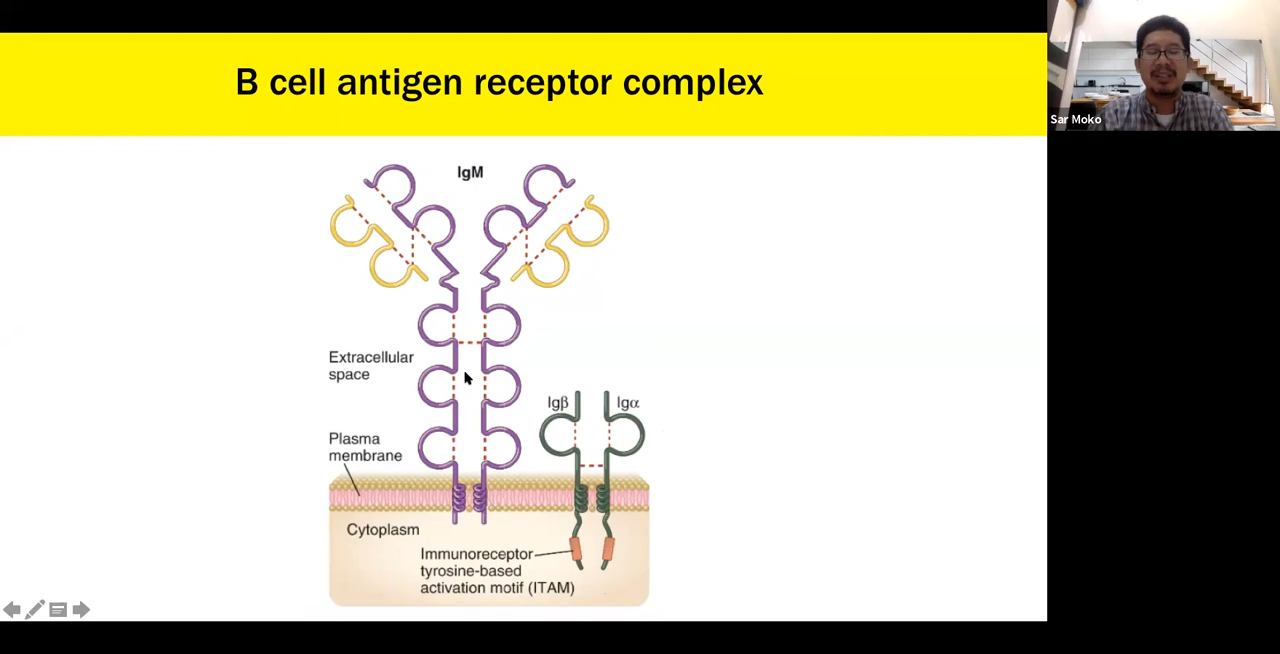 B cell antigen receptor complex
Sar Moko
IgM
Extracellular
space
Igβ
Igα
Plasma
membrane
Cytoplasm
Immunoreceptor
tyrosine-based
activation motif (ITAM)